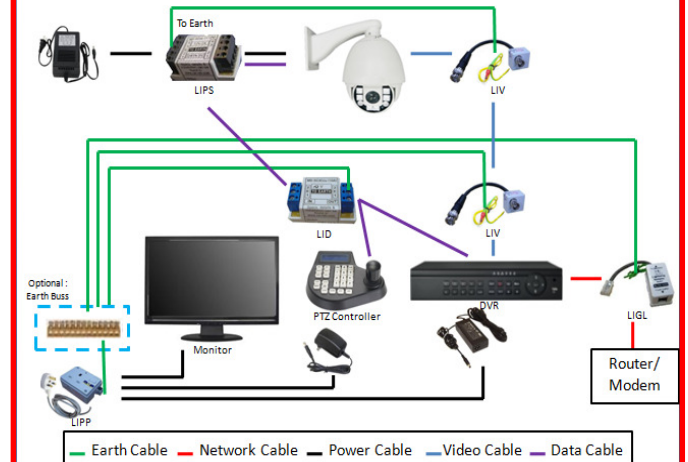 To Earth
LIPS
LIV
LID
LIV
Optional :
Earth Buss
Monitor
PTZ Controller
DVR
LIGL
LIPP
Router/
Modem
Earth Cable
Network Cable
Power Cable
Video Cable
Data Cable